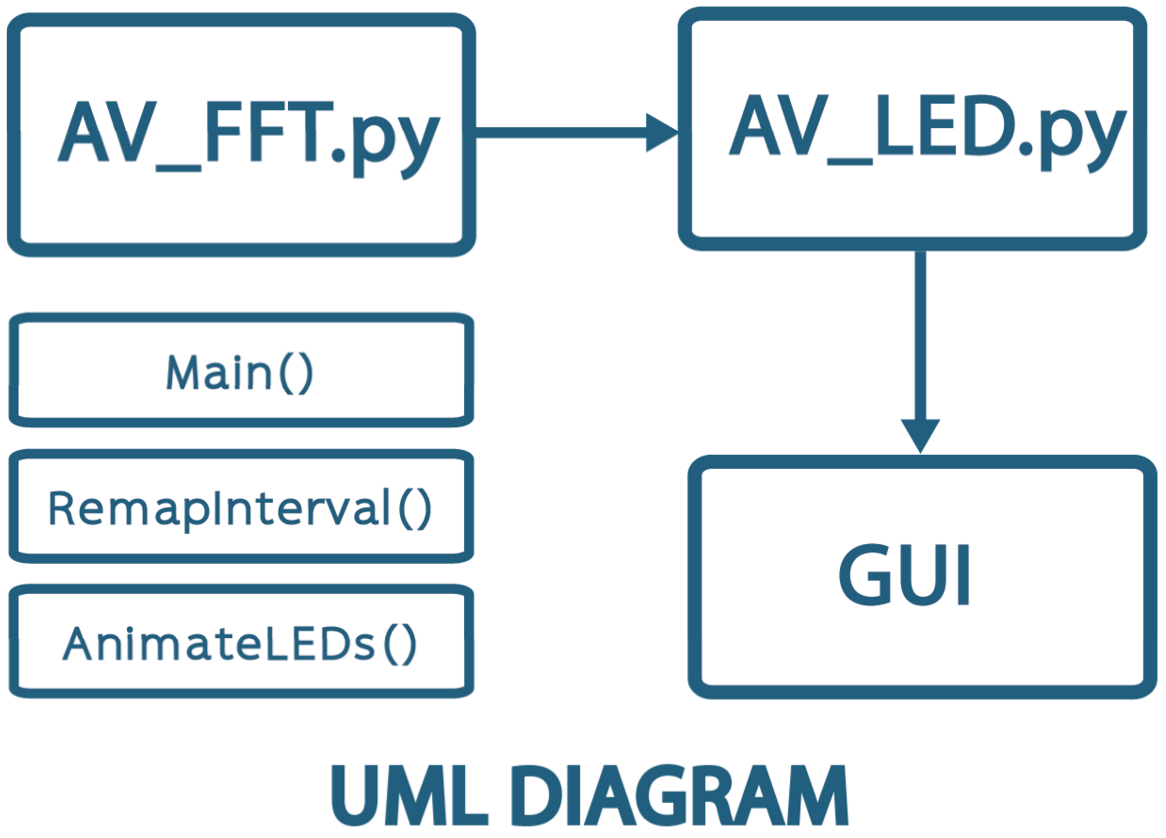 AV_FFT.py
AV_LED.py
Main()
RemapInterval()
AnimateLEDs()
GUI
UML DIAGRAM